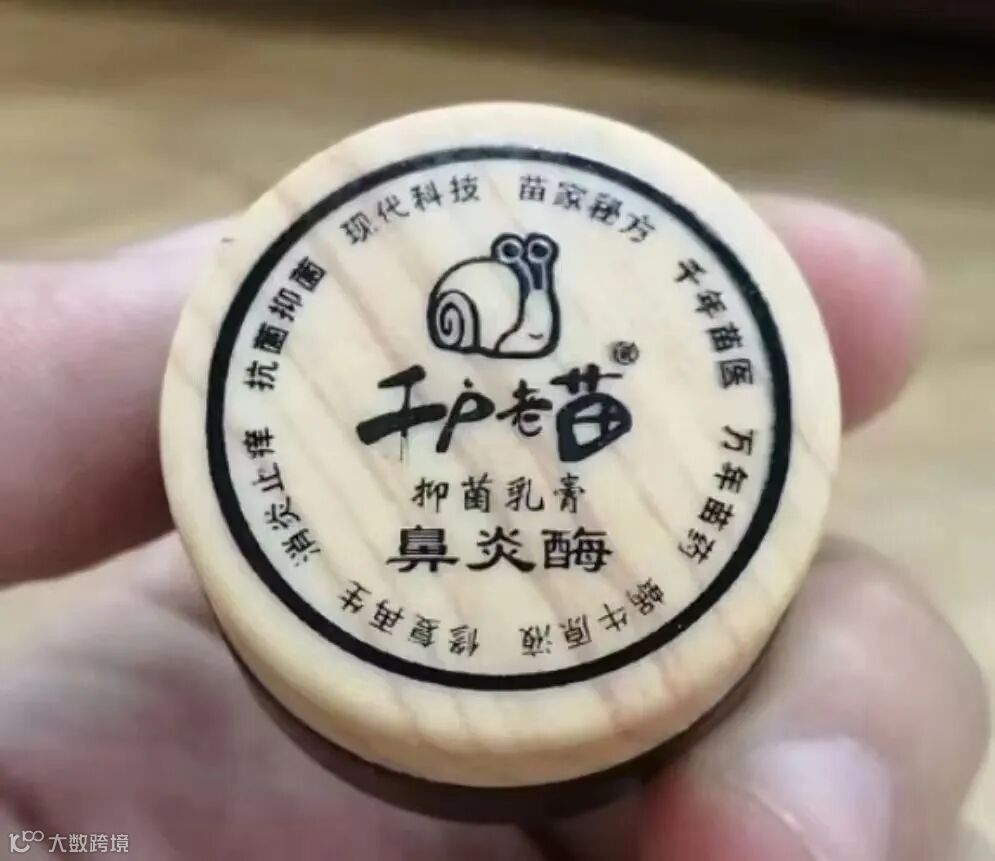 现代科技 苗家秘方 千年苗医 万年苗药 蜗牛原液 修复再生 消炎止痒 抗菌抑菌
千户老苗
抑菌乳膏
鼻炎酶
大数跨境